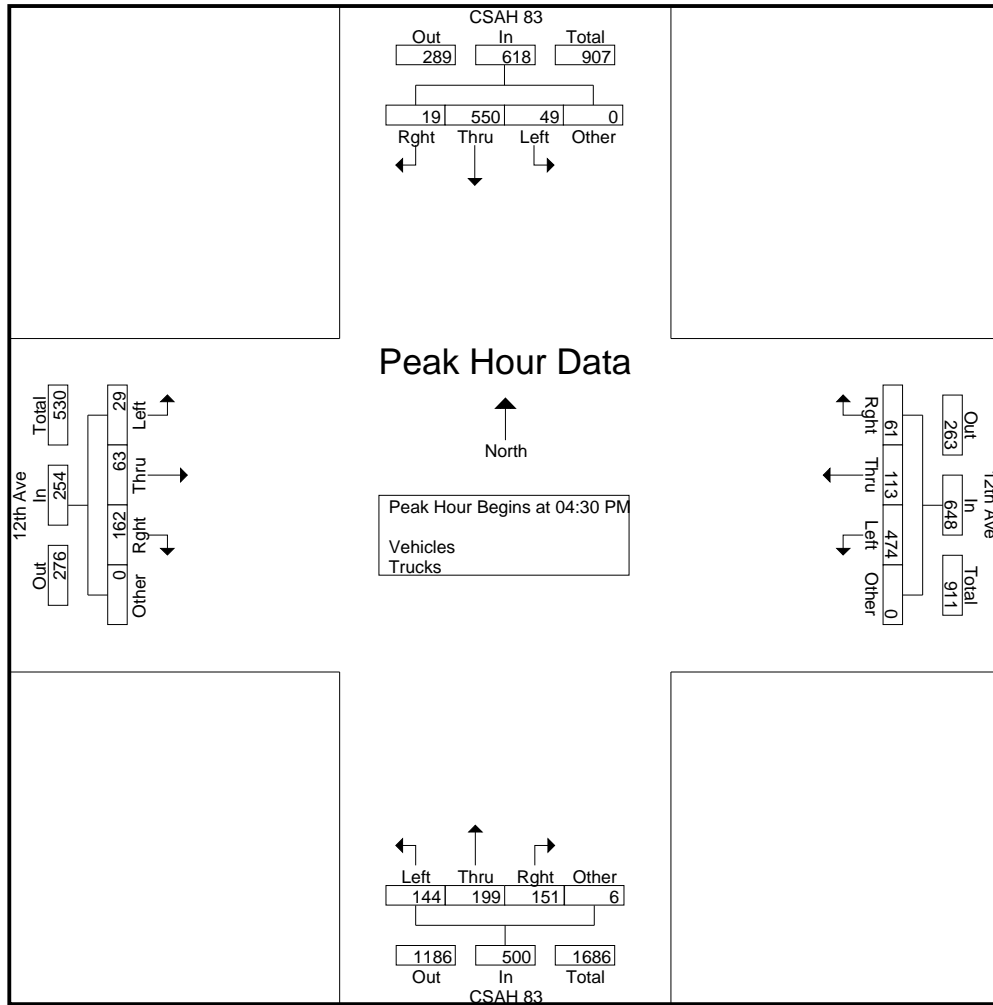 CSAH 83
Out In Total
289 618 907
19 550 49 0
Rght Thru Left Other
Peak Hour Data
North
Peak Hour Begins at 04:30 PM
Vehicles
Trucks
12th Ave
Total In Out
530 254 276
29 63 162 0
Left Thru Rght Other
12th Ave
Out In Total
263 648 911
61 113 474 0
Rght Thru Left Other
Left Thru Rght Other
144 199 151 6
1186 500 1686
Out In Total
CSAH 83